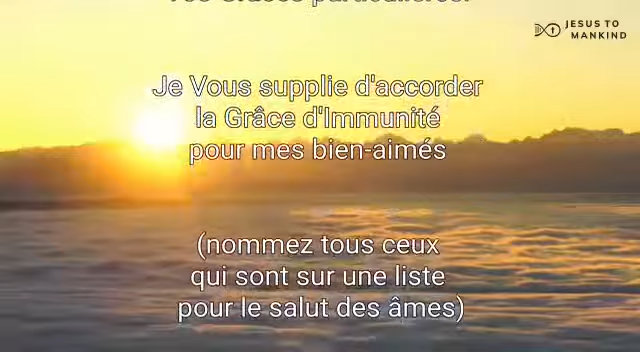 JESUS TO
MANKIND
Je Vous supplie d'accorder
la Grâce d'Immunité
pour mes bien-aimés
(nommez tous ceux
qui sont sur une liste
pour le salut des âmes)